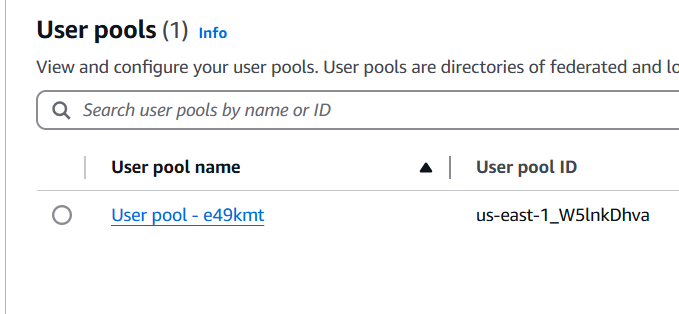 User pools (1) Info
View and configure your user pools. User pools are directories of federated and lo
Search user pools by name or ID
User pool name User pool ID
User pool - e49kmt us-east-1_W5lnkDhva